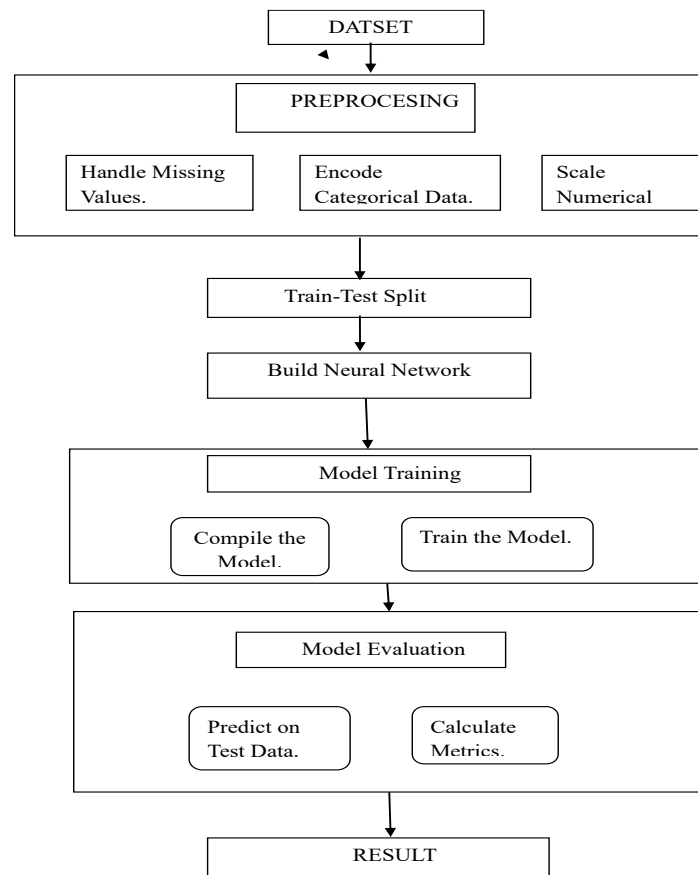 DATSET
PREPROCESING
Handle Missing
Values.
Encode
Categorical Data.
Scale
Numerical
Train-Test Split
Build Neural Network
Model Training
Compile the
Model.
Train the Model.
Model Evaluation
Predict on
Test Data.
Calculate
Metrics.
RESULT